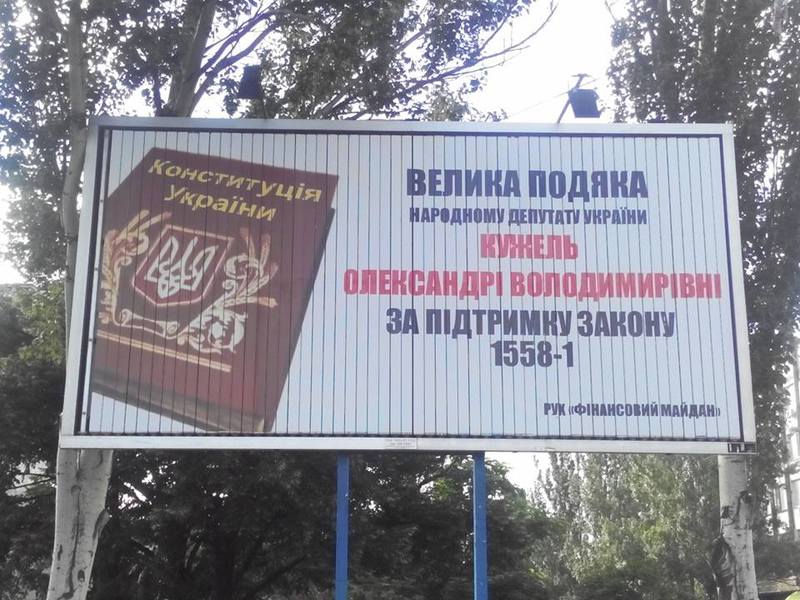 Конституція
України
ВЕЛИКА ПОДЯКА
НАРОДНОМУ ДЕПУТАТУ УКРАЇНИ
КУЖЕЛЬ
ОЛЕКСАНДРІ ВОЛОДИМИРІВНІ
ЗА ПІДТРИМКУ ЗАКОНУ
1558-1
РУХ «ФІНАНСОВИЙ МАЙДАН»